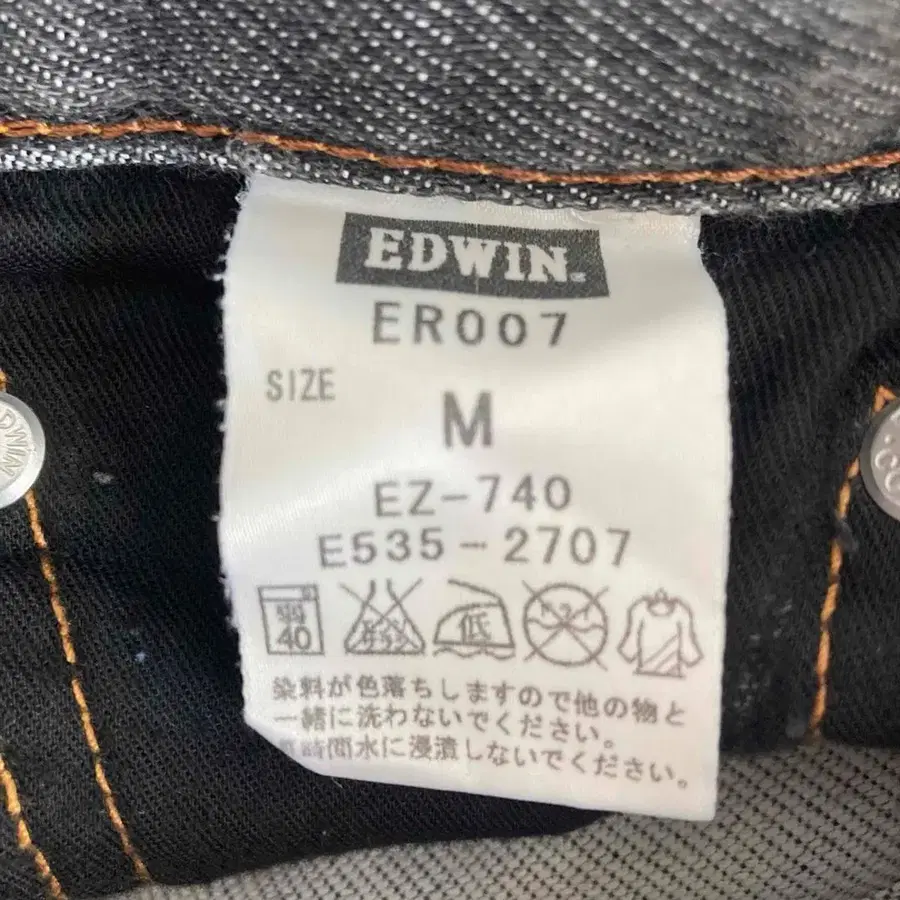 EDWIN
ER007
SIZE
M
EZ-740
E535-2707
40
低
染料が色落ちしますので他の物と
一緒に洗わないでください。
時間水に浸漬しないでください。